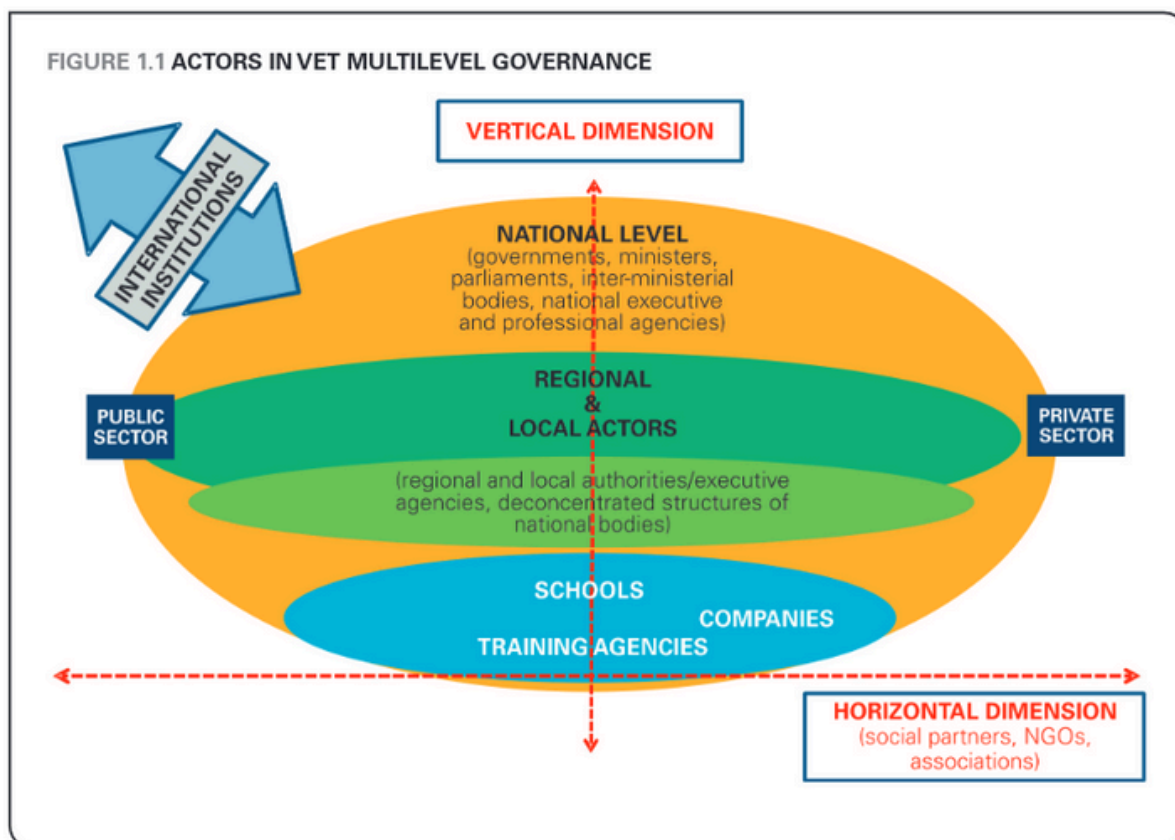 FIGURE 1.1 ACTORS IN VET MULTILEVEL GOVERNANCE
VERTICAL DIMENSION
INTERNATIONAL
INSTITUTIONS
NATIONAL LEVEL
(governments, ministers,
parliaments, inter-ministerial
bodies, national executive
and professional agencies)
REGIONAL
&
LOCAL ACTORS
PUBLIC
SECTOR
PRIVATE
SECTOR
(regional and local authorities/executive
agencies, deconcentrated structures of
national bodies)
SCHOOLS
COMPANIES
TRAINING AGENCIES
HORIZONTAL DIMENSION
(social partners, NGOs,
associations)